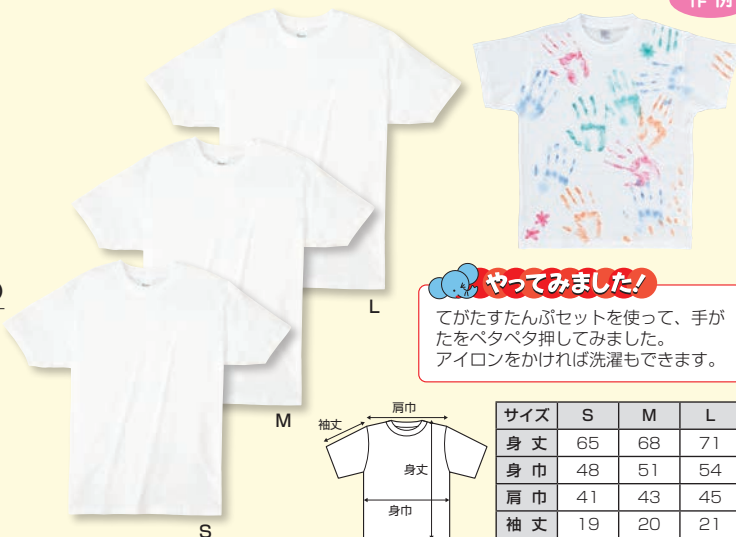 作例
L
M
S
やってみました!
てがたすたんぷセットを使って、手が
たをペタペタ押してみました。
アイロンをかければ洗濯もできます。
肩巾
袖丈
身丈
身巾
サイズ S M L
身丈 65 68 71
身巾 48 51 54
肩巾 41 43 45
袖丈 19 20 21